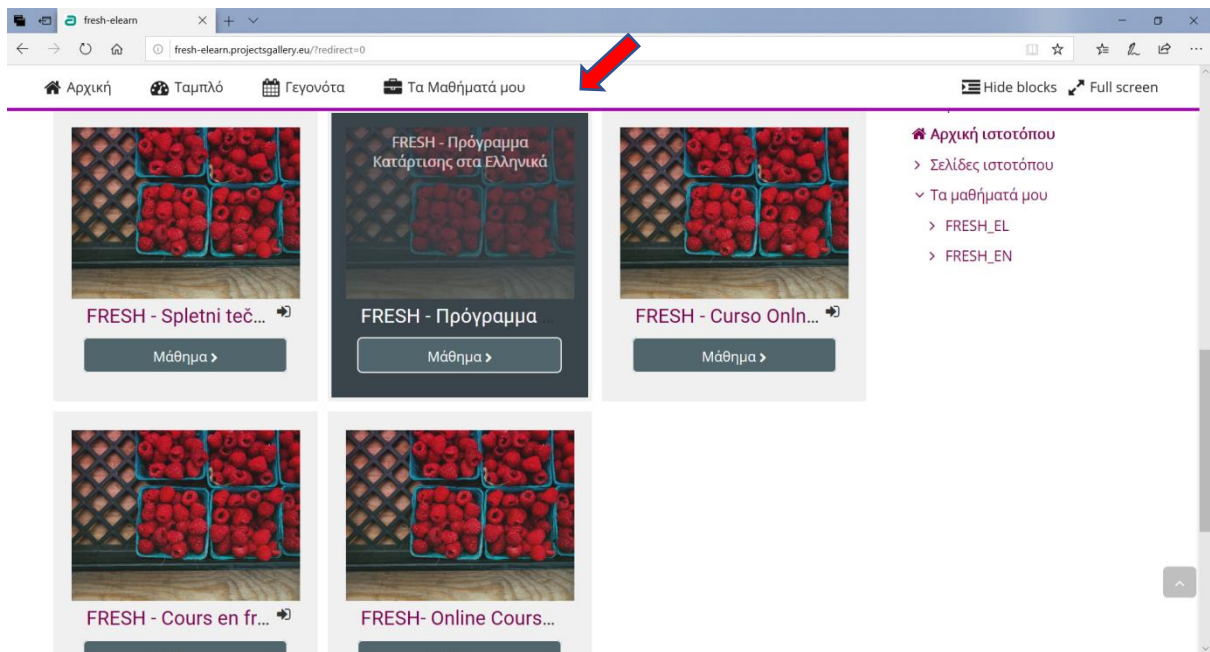 fresh-elearn
fresh-elearn.projectsgallery.eu/?redirect=0
Αρχική Ταμπλό Γεγονότα Τα Μαθήματά μου Hide blocks Full screen
FRESH - Πρόγραμμα
Κατάρτισης στα Ελληνικά
FRESH - Spletni teč...
Μάθημα
FRESH - Πρόγραμμα
Μάθημα
FRESH - Curso Onln...
Μάθημα
FRESH - Cours en fr...
FRESH- Online Cours...
Αρχική ιστοτόπου
Σελίδες ιστοτόπου
Τα μαθήματά μου
FRESH_EL
FRESH_EN